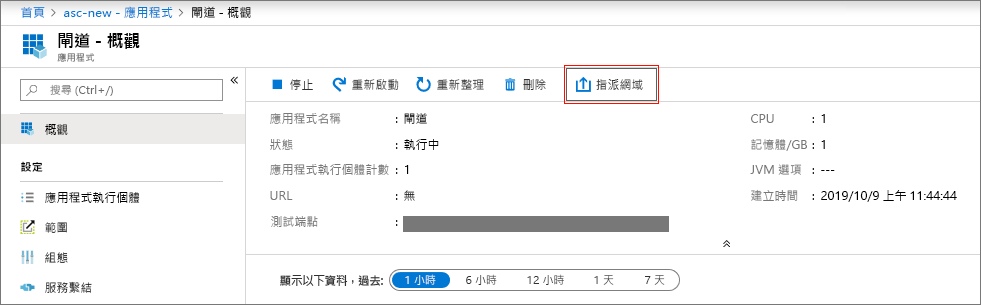 首頁 › asc-new - 應用程式 › 閘道 - 概觀
閘道 - 概觀
應用程式
«
搜尋 (Ctrl+/)
概觀
設定
應用程式執行個體
範圍
組態
服務繫結
停止 重新啟動 重新整理 刪除 指派網域
應用程式名稱 : 閘道
狀態 : 執行中
應用程式執行個體計數 : 1
URL : 無
測試端點 :
CPU : 1
記憶體/GB : 1
JVM 選項 : ---
建立時間 : 2019/10/9 上午 11:44:44
顯示以下資料，過去: 1 小時 6 小時 12 小時 1 天 7 天